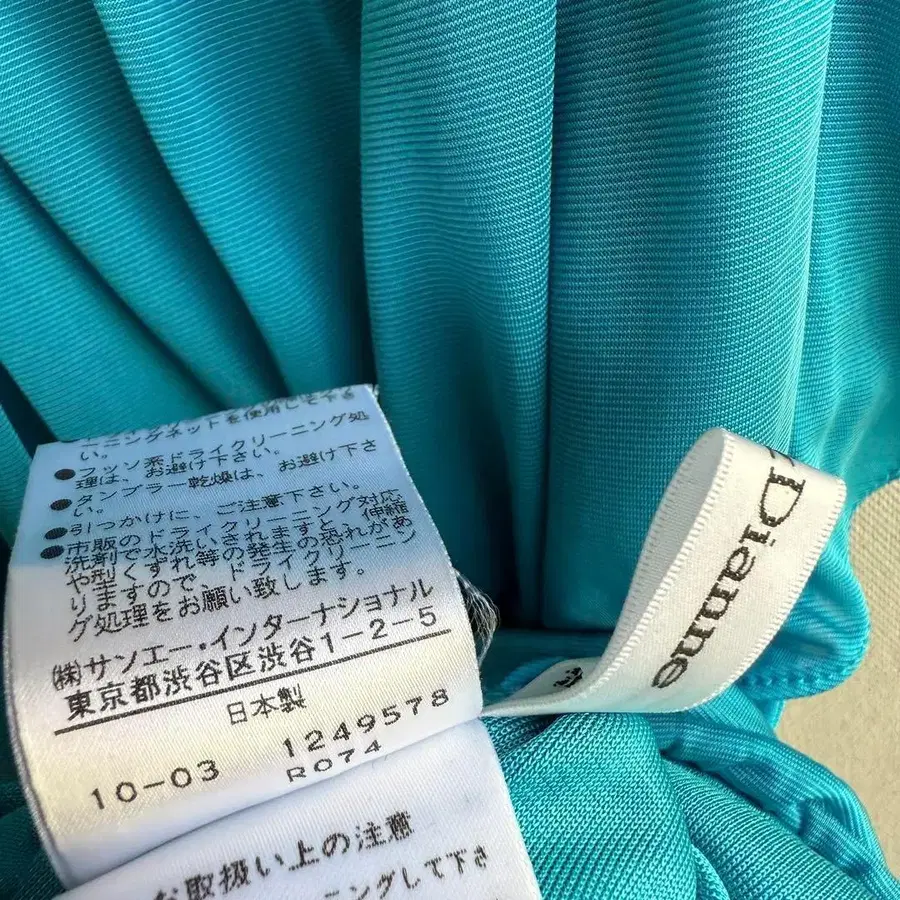 ーニングネットを使用して下さ
い。
●フッソ系ドライクリーニング処
理は、お避け下さい。
●タンブラー乾燥は、お避け下さ
い。
●引っかけに、ご注意下さい。
●市販のドライクリーニング対応
洗剤で水洗いされますと、伸縮
や型くずれ等の発生の恐れがあ
りますので、ドライクリーニン
グ処理をお願い致します。
(株)サンエー・インターナショナル
東京都渋谷区渋谷1-2-5
日本製
10-03 1249578
R074
お取扱い上の注意
ニングして下さ
Dianne